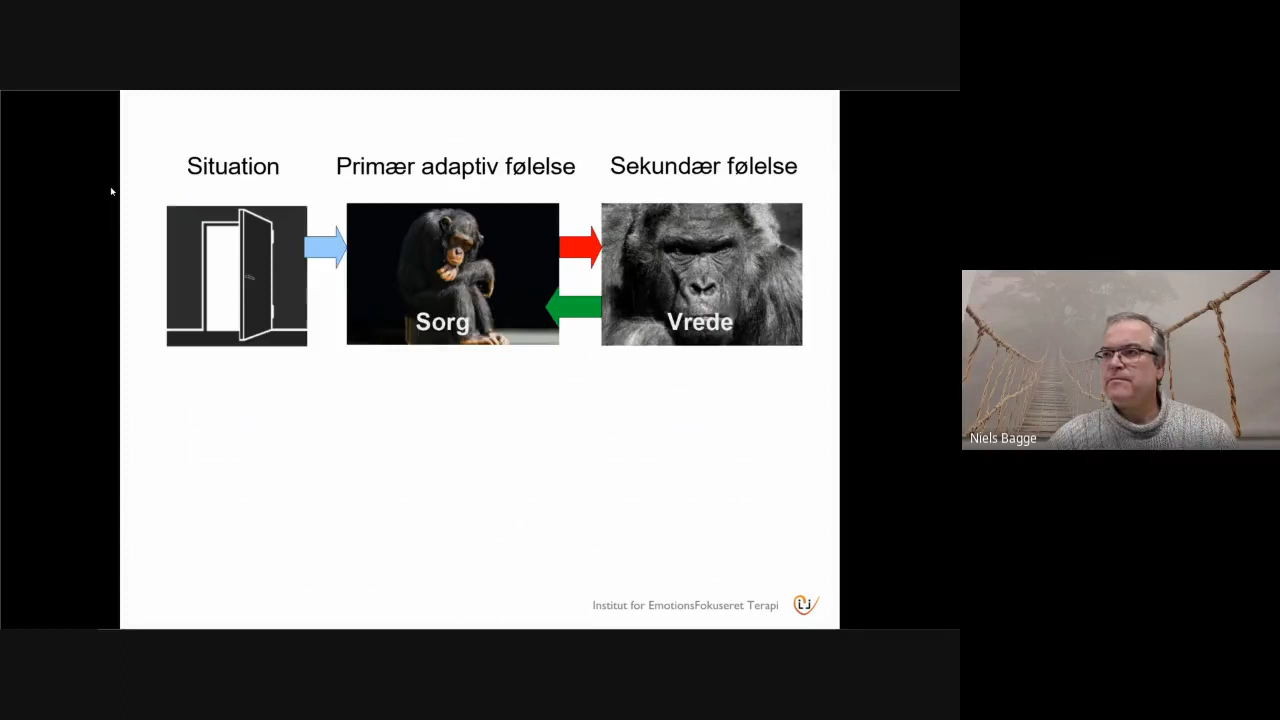 Situation
Primær adaptiv følelse
Sekundær følelse
Sorg
Vrede
Niels Bagge
Institut for EmotionsFokuseret Terapi